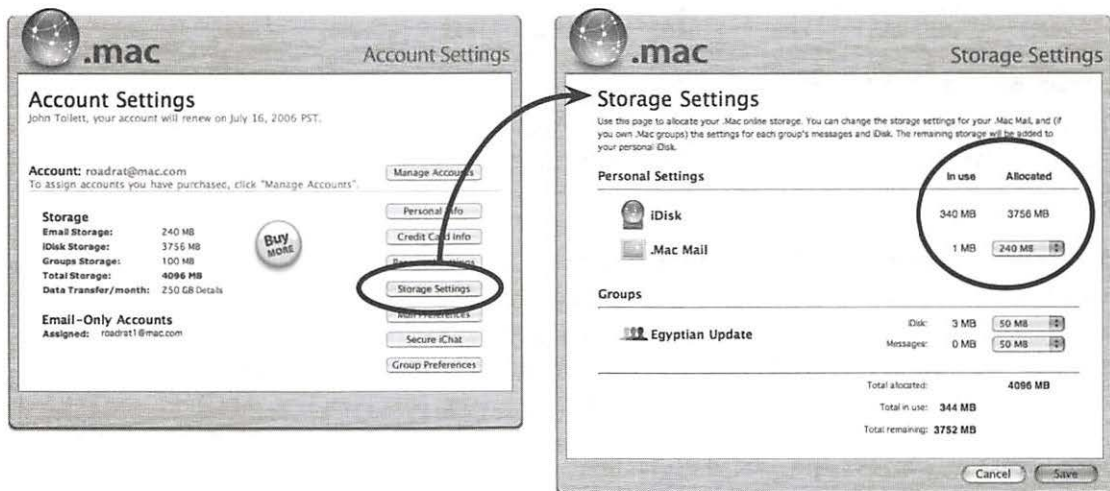 .mac
Account Settings
Account Settings
John Tollett, your account will renew on July 16, 2006 PST.
Account: roadrat@mac.com
To assign accounts you have purchased, click "Manage Accounts".
Manage Accounts
Storage
Email Storage: 240 MB
iDisk Storage: 3756 MB
Groups Storage: 100 MB
Total Storage: 4096 MB
Data Transfer/month: 250 GB Details
Buy
MORE
Email-Only Accounts
Assigned: roadrat1@mac.com
Personal Info
Credit Card Info
Storage Settings
Mail Preferences
Secure iChat
Group Preferences
.mac
Storage Settings
Storage Settings
Use this page to allocate your .Mac online storage. You can change the storage settings for your .Mac Mail, and (if
you own .Mac groups) the settings for each group's messages and iDisk. The remaining storage will be added to
your personal iDisk.
Personal Settings In use Allocated
iDisk 340 MB 3756 MB
.Mac Mail 1 MB 240 MB
Groups
Egyptian Update iDisk: 3 MB 50 MB
Messages: 0 MB 50 MB
Total allocated: 4096 MB
Total in use: 344 MB
Total remaining: 3752 MB
Cancel Save